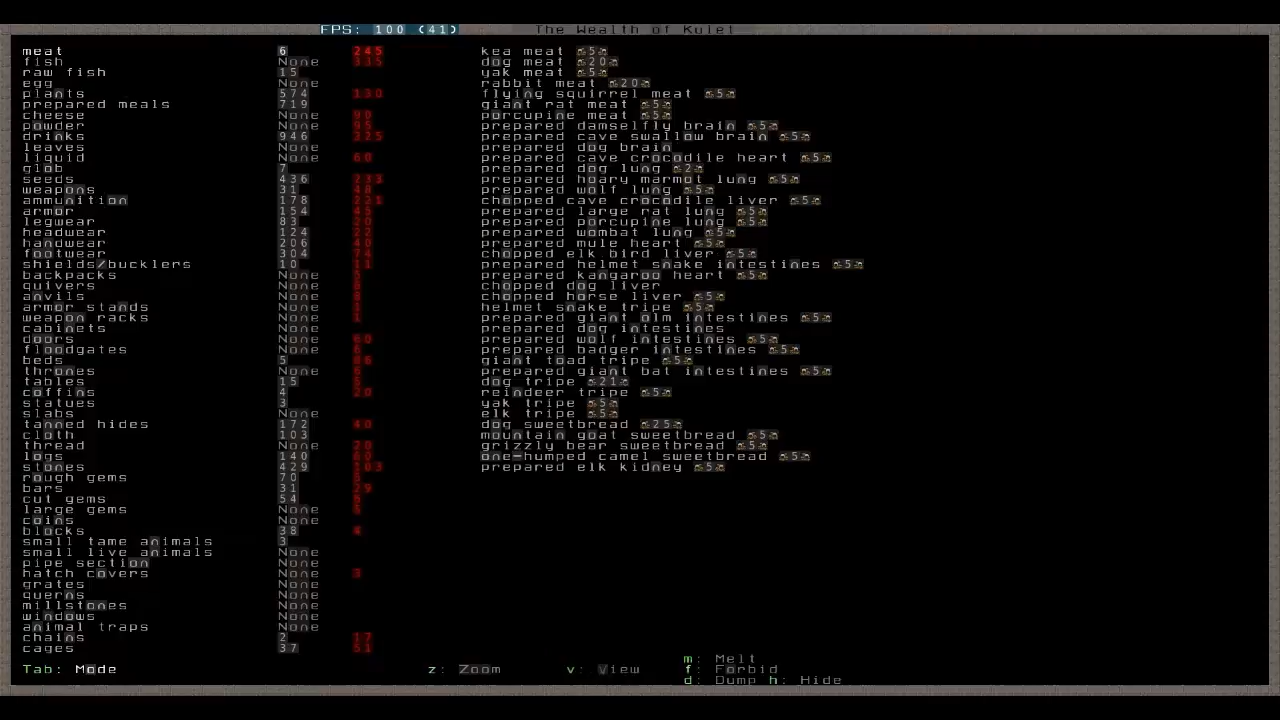 FPS: 100 (41) The Wealth of Kulet
meat 6 245
fish None 335
raw fish 15
egg None
plants 574 130
prepared meals 719
cheese None 90
powder None 95
drinks 946 225
leaves None
liquid None 60
glob 7
seeds 436 233
weapons 31 48
ammunition 178 221
armor 154 45
legwear 83 20
headwear 124 22
handwear 206 40
footwear 304 74
shields/bucklers 10 11
backpacks None 5
quivers None
anvils None
armor stands None 1
weapon racks None 1
cabinets None
doors None 60
floodgates None 6
beds 5 86
thrones None
tables 15 5
coffins 4 20
statues 3
slabs None
tanned hides 172 40
cloth 103
thread None 20
logs 140 60
stones 429 103
rough gems 70
bars 31 29
cut gems 54
large gems None
coins None
blocks 38 4
small tame animals 3
small live animals None
pipe section None
hatch covers None 3
grates None
querns None
millstones None
windows None
animal traps None
chains 2 17
cages 37 51
kea meat 5
dog meat 20
yak meat 5
rabbit meat 20
flying squirrel meat 5
giant rat meat 5
porcupine meat 5
prepared damselfly brain 5
prepared cave swallow brain 5
prepared dog brain
prepared cave crocodile heart 5
prepared dog lung 2
prepared hoary marmot lung 5
prepared wolf lung 5
chopped cave crocodile liver 5
prepared large rat lung 5
prepared porcupine lung 5
prepared wombat lung 5
prepared mule heart 5
chopped elk bird liver 5
prepared helmet snake intestines 5
prepared kangaroo heart 5
chopped dog liver
chopped horse liver 5
helmet snake tripe 5
prepared giant olm intestines 5
prepared dog intestines
prepared wolf intestines 5
prepared badger intestines 5
giant toad tripe 5
prepared giant bat intestines 5
dog tripe 21
reindeer tripe 5
yak tripe 5
elk tripe 5
dog sweetbread 25
mountain goat sweetbread 5
grizzly bear sweetbread 5
one-humped camel sweetbread 5
prepared elk kidney 5
Tab: Mode z: Zoom v: View
m: Melt
f: Forbid
d: Dump h: Hide